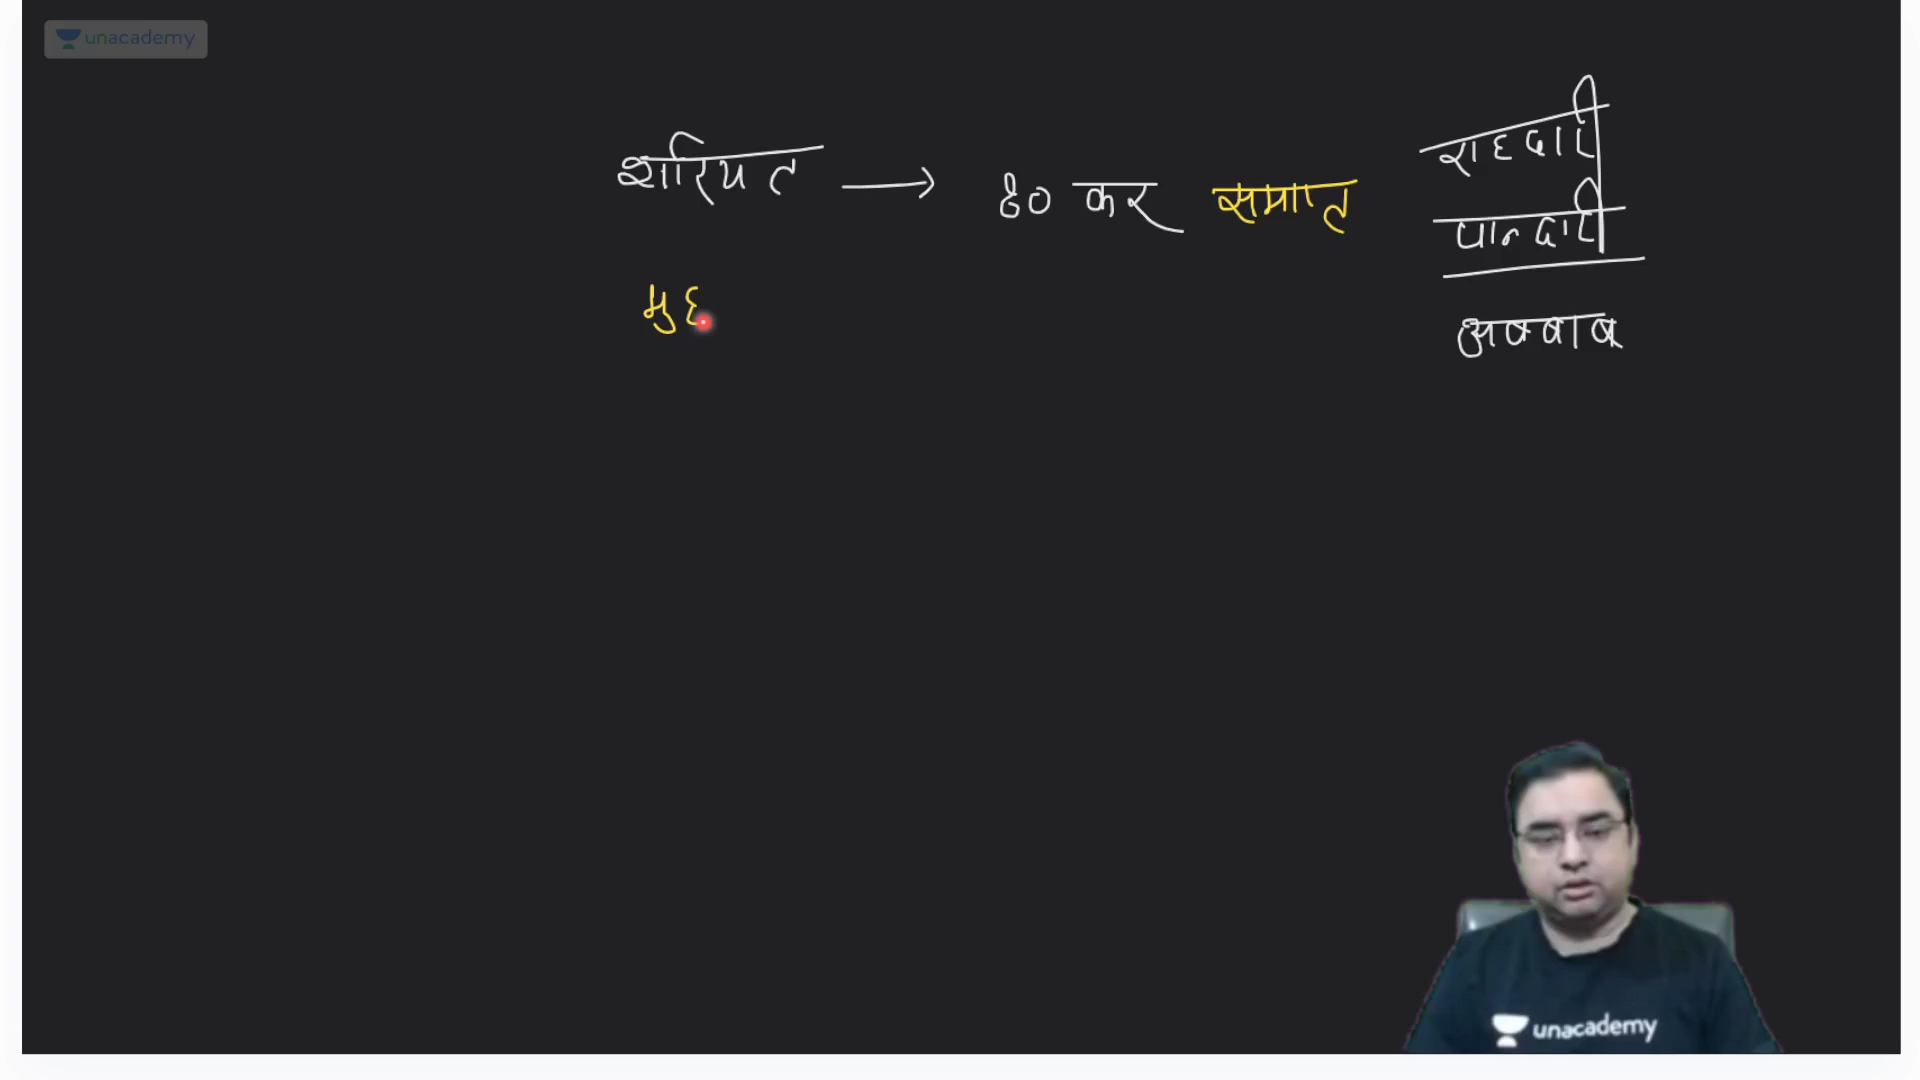 unacademy
शरियत → 80 कर समाप्त
राहदारी
पानदारी
अबवाब
मुह
unacademy